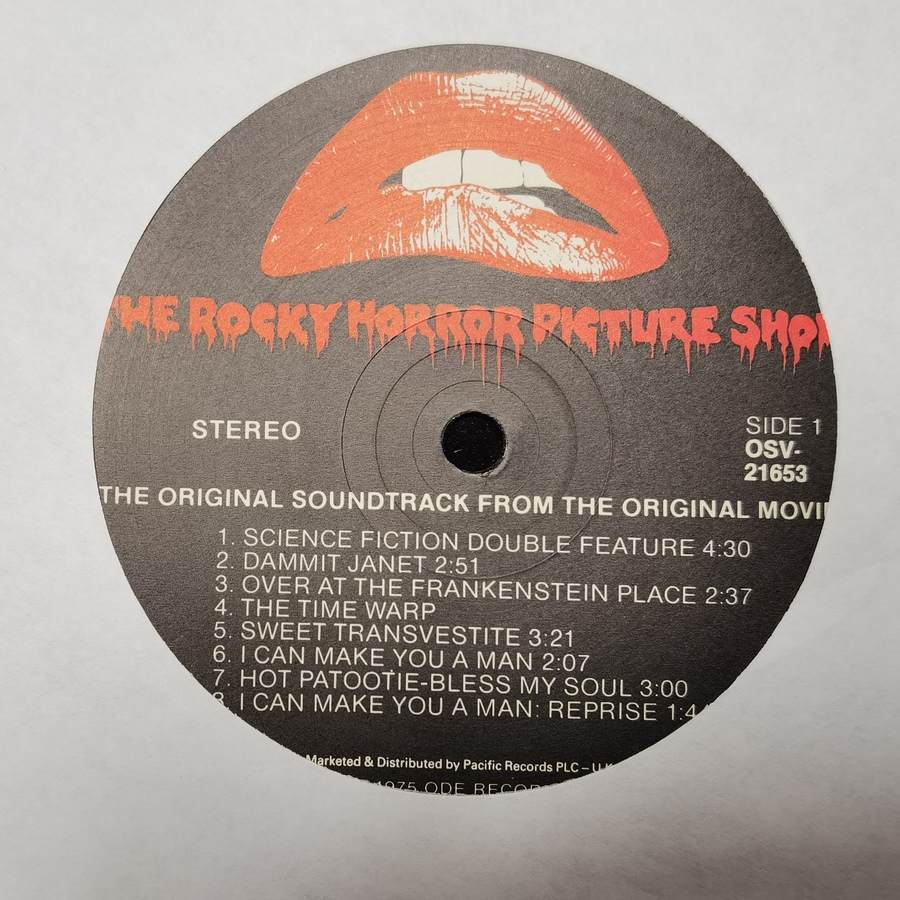 THE ROCKY HORROR PICTURE SHOW
STEREO
SIDE 1
OSV-
21653
THE ORIGINAL SOUNDTRACK FROM THE ORIGINAL MOVIE
1. SCIENCE FICTION DOUBLE FEATURE 4:30
2. DAMMIT JANET 2:51
3. OVER AT THE FRANKENSTEIN PLACE 2:37
4. THE TIME WARP
5. SWEET TRANSVESTITE 3:21
6. I CAN MAKE YOU A MAN 2:07
7. HOT PATOOTIE-BLESS MY SOUL 3:00
8. I CAN MAKE YOU A MAN: REPRISE
Marketed & Distributed by Pacific Records PLC – U.K
1975 ODE